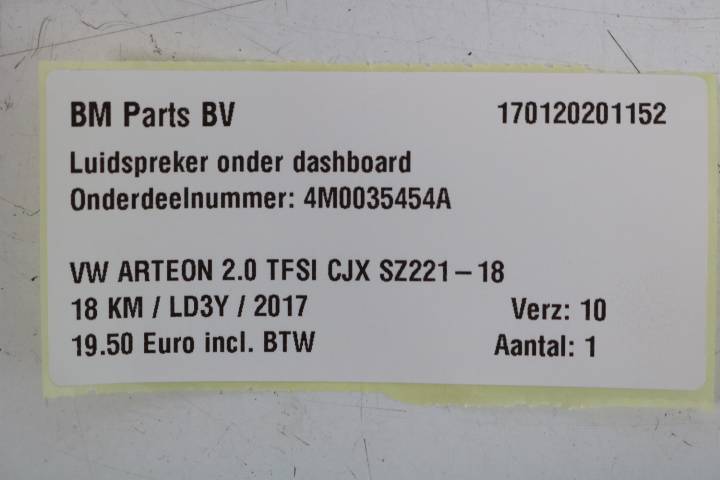 BM Parts BV 170120201152
Luidspreker onder dashboard
Onderdeelnummer: 4M0035454A
VW ARTEON 2.0 TFSI CJX SZ221-18
18 KM / LD3Y / 2017 Verz: 10
19.50 Euro incl. BTW Aantal: 1